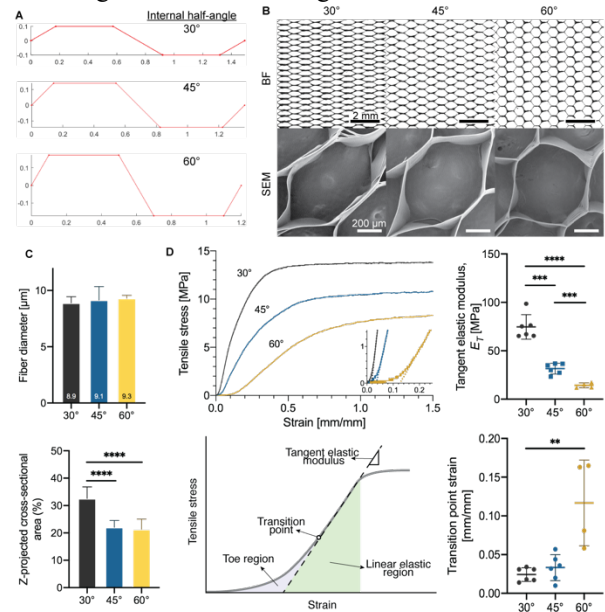 A
Internal half-angle
30°
0.1
0
0 0.2 0.4 0.6 0.8 1 1.2 1.4
45°
0.1
0
-0.1
0 0.2 0.4 0.6 0.8 1 1.2 1.4
60°
0.1
0
-0.1
0 0.2 0.4 0.6 0.8 1 1.2
B
30° 45° 60°
BF
2 mm
SEM
200 µm
C
Fiber diameter [µm]
15
10
5
0
8.9 9.1 9.3
30° 45° 60°
Z-projected cross-sectional
area (%)
50
40
30
20
10
0
****
****
30° 45° 60°
D
Tensile stress [MPa]
15
10
5
0
30°
45°
60°
1
0
0.0 0.1 0.2
0.0 0.5 1.0 1.5
Strain [mm/mm]
Tangent elastic modulus,
E_T [MPa]
150
100
50
0
****
***
***
30° 45° 60°
Tensile stress
Tangent elastic
modulus
Transition
point
Toe region
Linear elastic
region
Strain
Transition point strain
[mm/mm]
0.20
0.15
0.10
0.05
0.00
**
30° 45° 60°